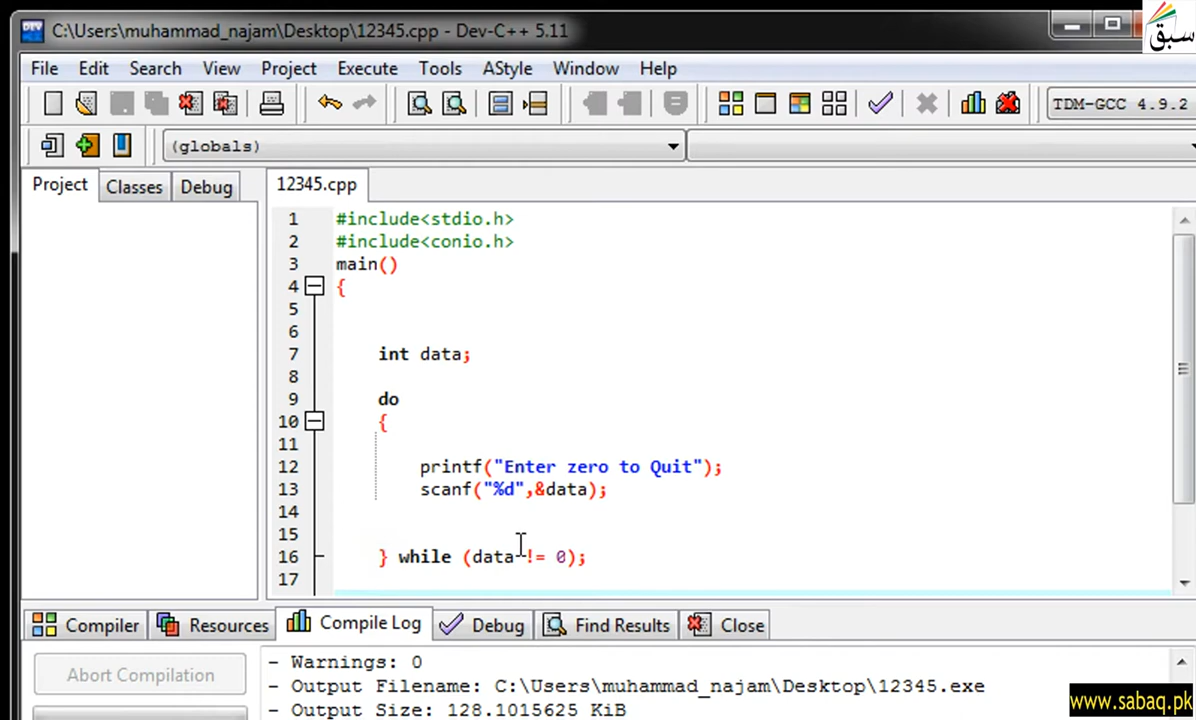 سبق
DEV C:\Users\muhammad_najam\Desktop\12345.cpp - Dev-C++ 5.11
File Edit Search View Project Execute Tools AStyle Window Help
TDM-GCC 4.9.2
(globals)
Project Classes Debug 12345.cpp
1 #include<stdio.h>
2 #include<conio.h>
3 main()
4 {
5
6
7 int data;
8
9 do
10 {
11
12 printf("Enter zero to Quit");
13 scanf("%d",&data);
14
15
16 } while (data != 0);
17
Compiler Resources Compile Log Debug Find Results Close
Abort Compilation
- Warnings: 0
- Output Filename: C:\Users\muhammad_najam\Desktop\12345.exe
- Output Size: 128.1015625 KiB
www.sabaq.pk